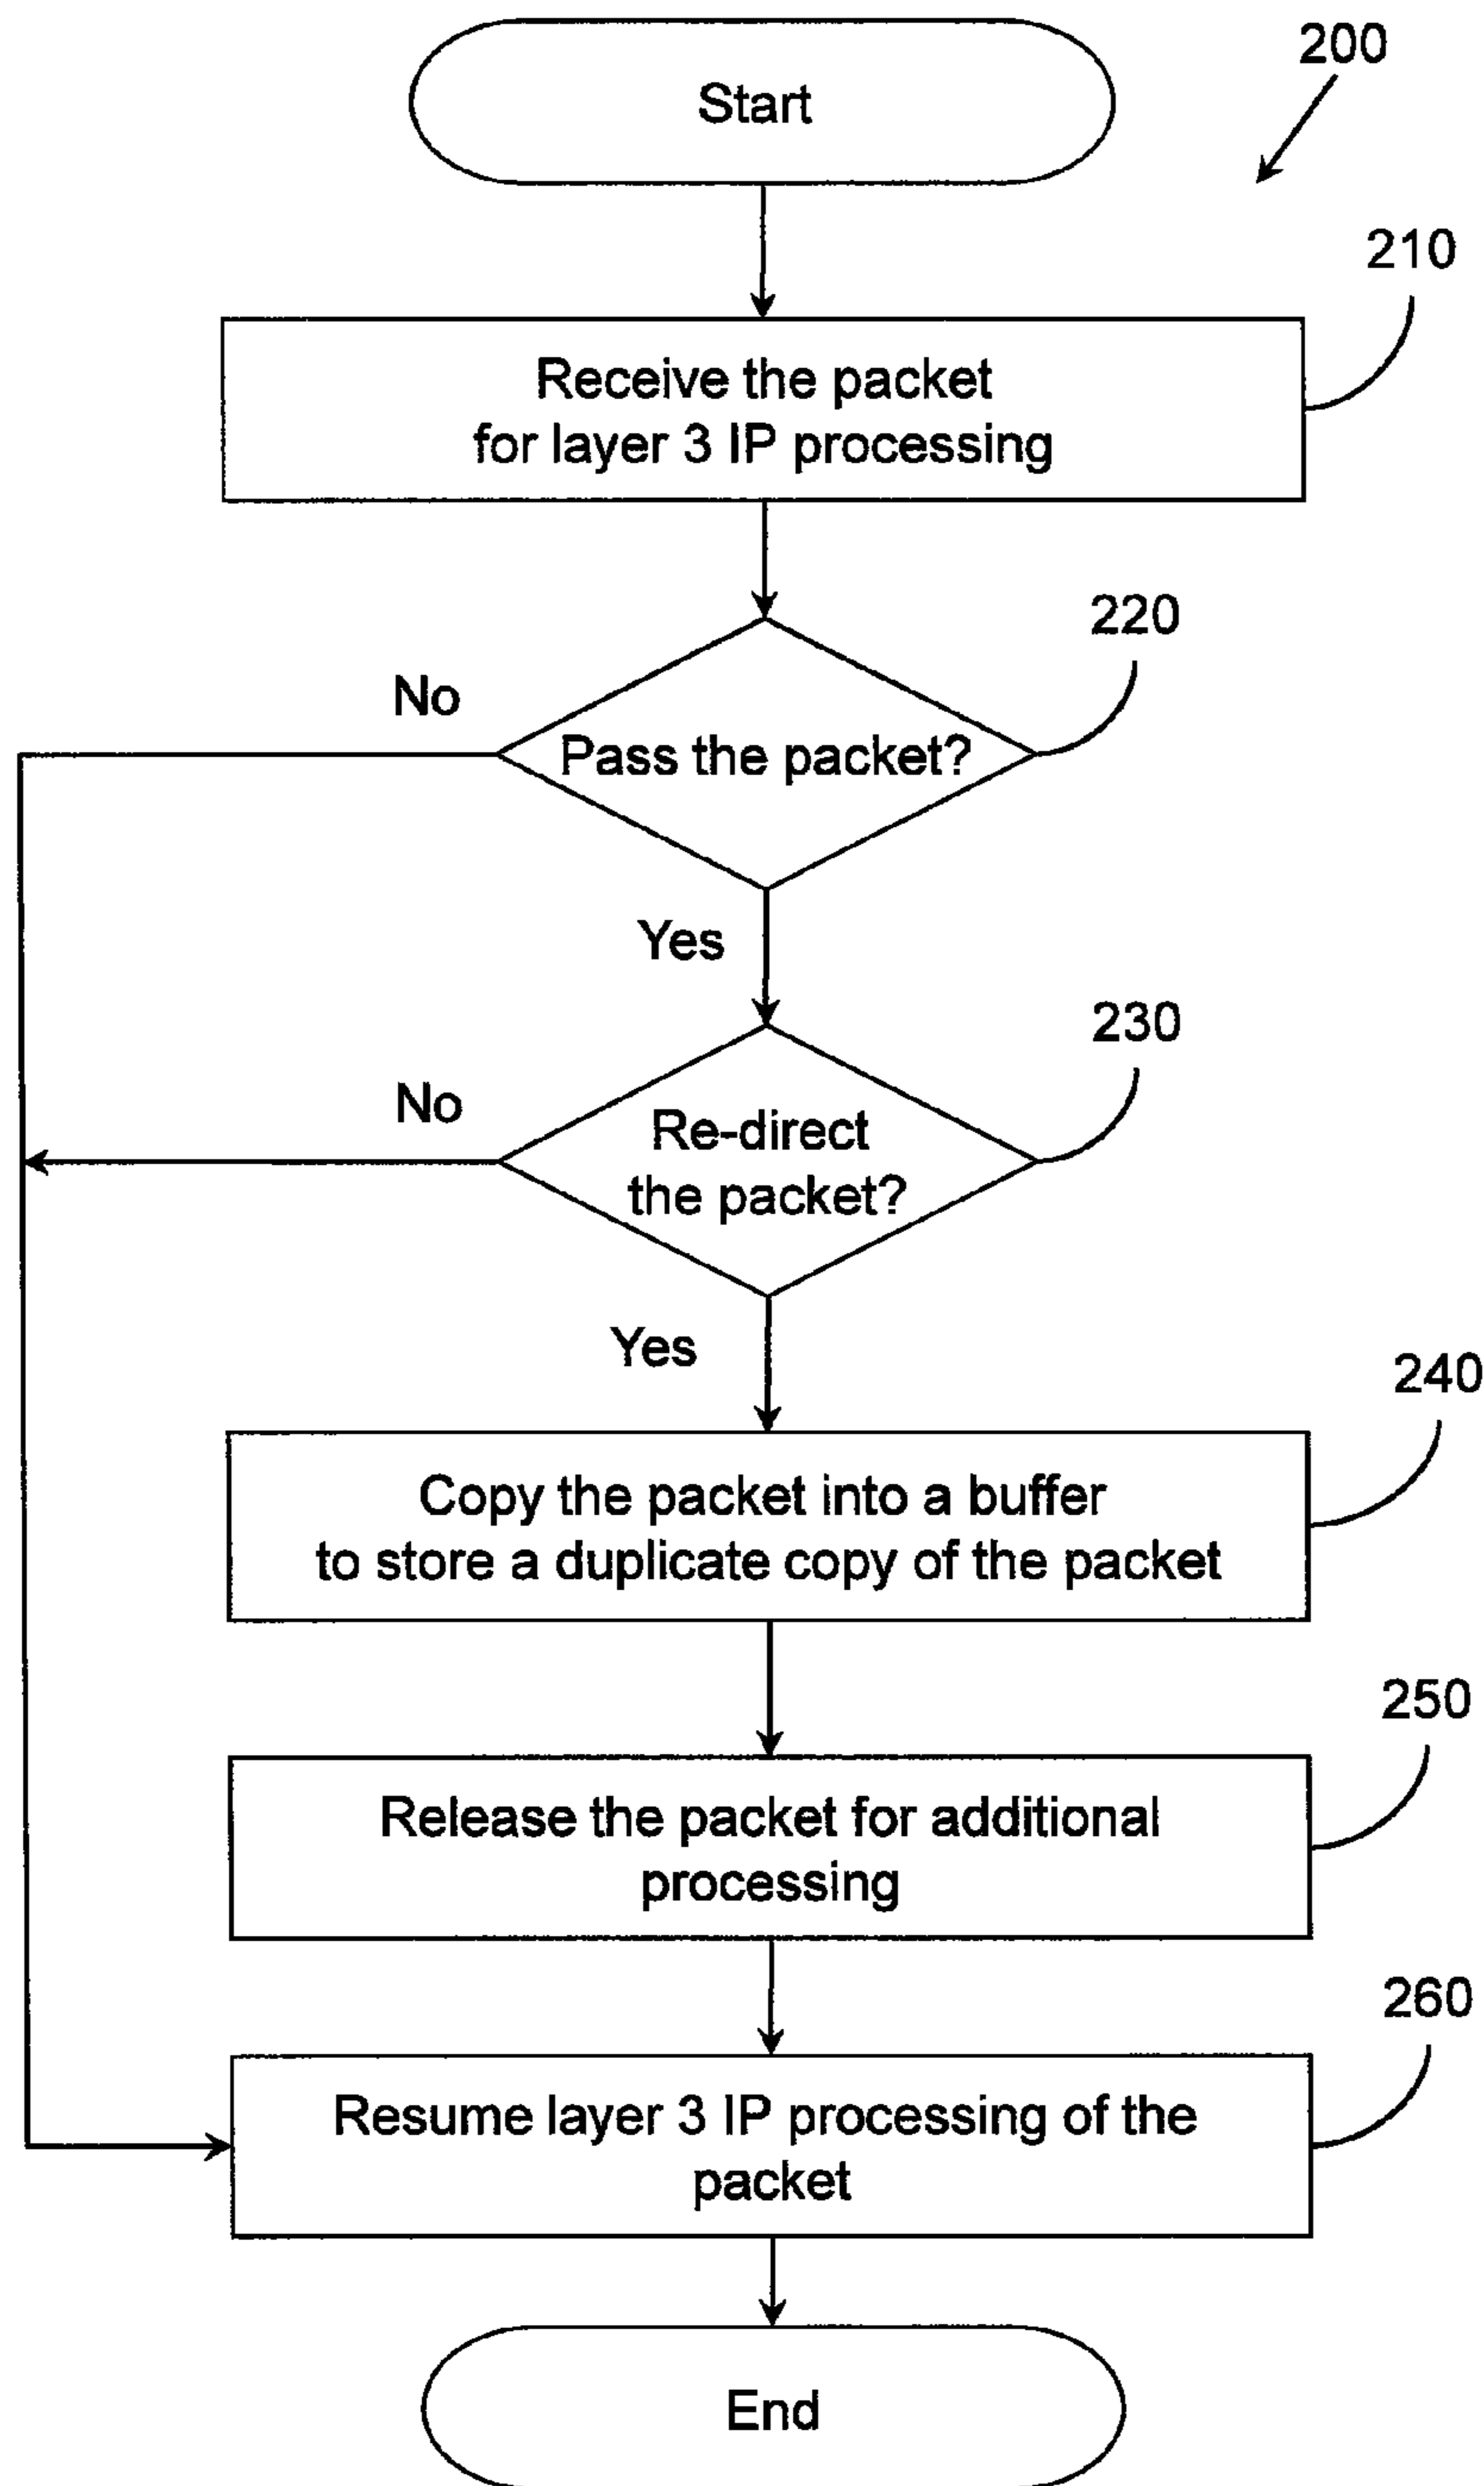 Start
200
210
Receive the packet
for layer 3 IP processing
220
No
Pass the packet?
Yes
230
No
Re-direct
the packet?
Yes
240
Copy the packet into a buffer
to store a duplicate copy of the packet
250
Release the packet for additional
processing
260
Resume layer 3 IP processing of the
packet
End